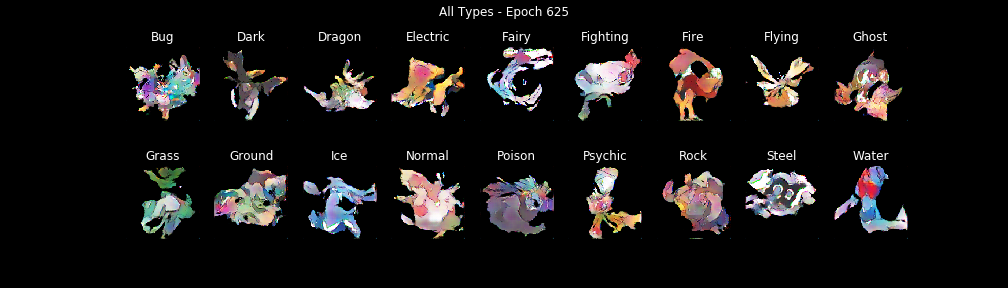 All Types - Epoch 625
Bug Dark Dragon Electric Fairy Fighting Fire Flying Ghost
Grass Ground Ice Normal Poison Psychic Rock Steel Water